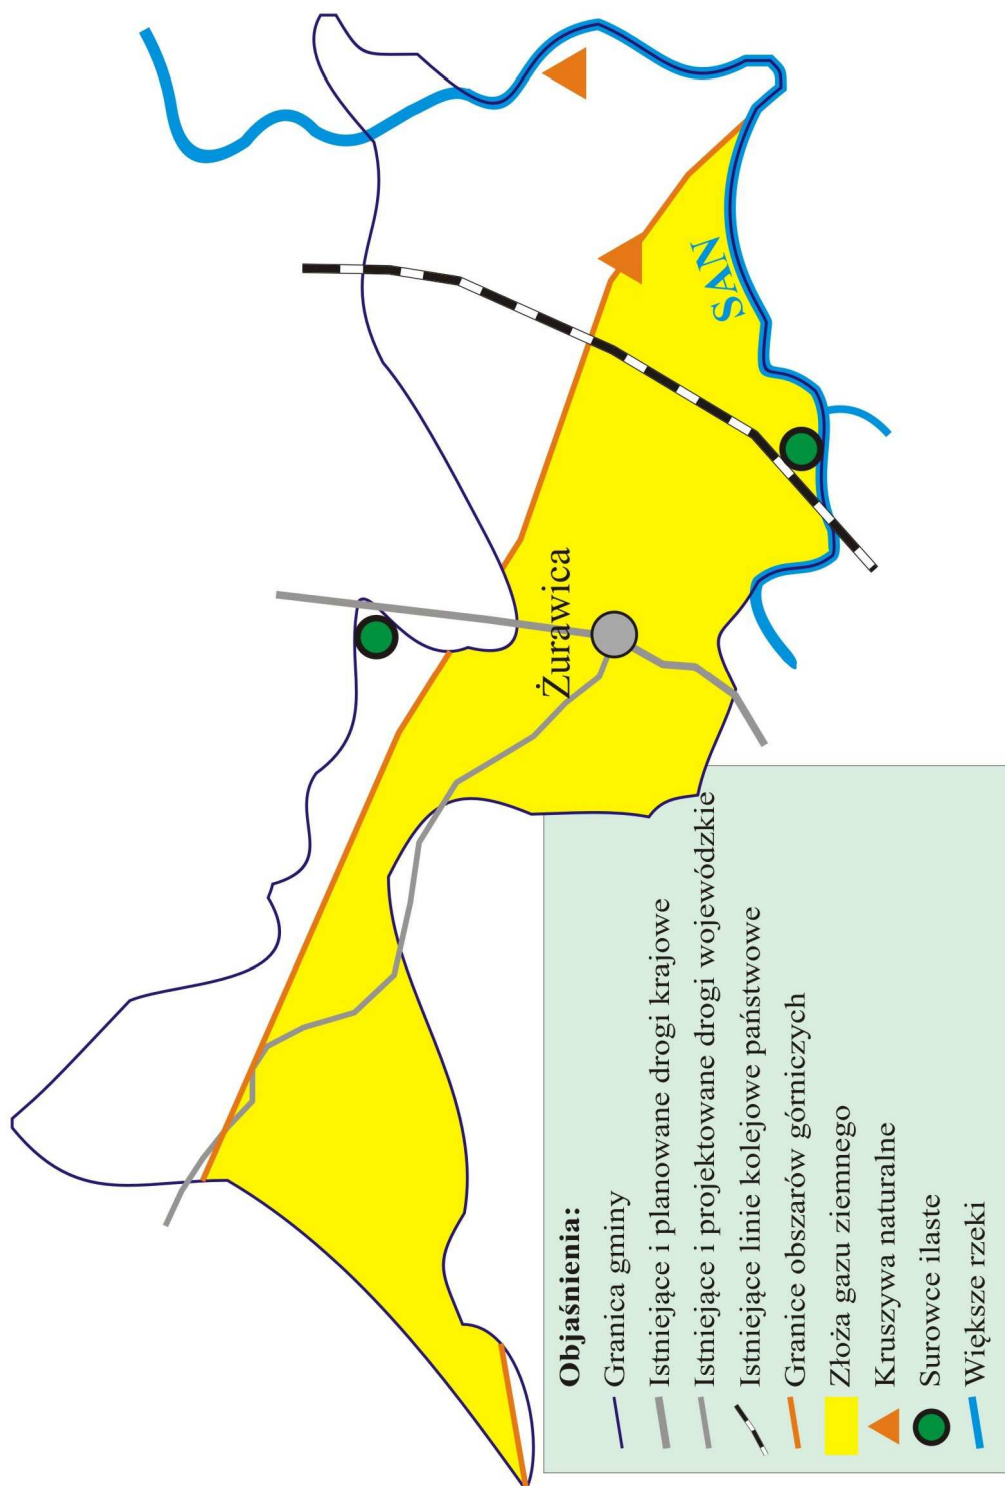 SAN
Żurawica
Objaśnienia:
Granica gminy
Istniejące i planowane drogi krajowe
Istniejące i projektowane drogi wojewódzkie
Istniejące linie kolejowe państwowe
Granice obszarów górniczych
Złoża gazu ziemnego
Kruszywa naturalne
Surowce ilaste
Większe rzeki